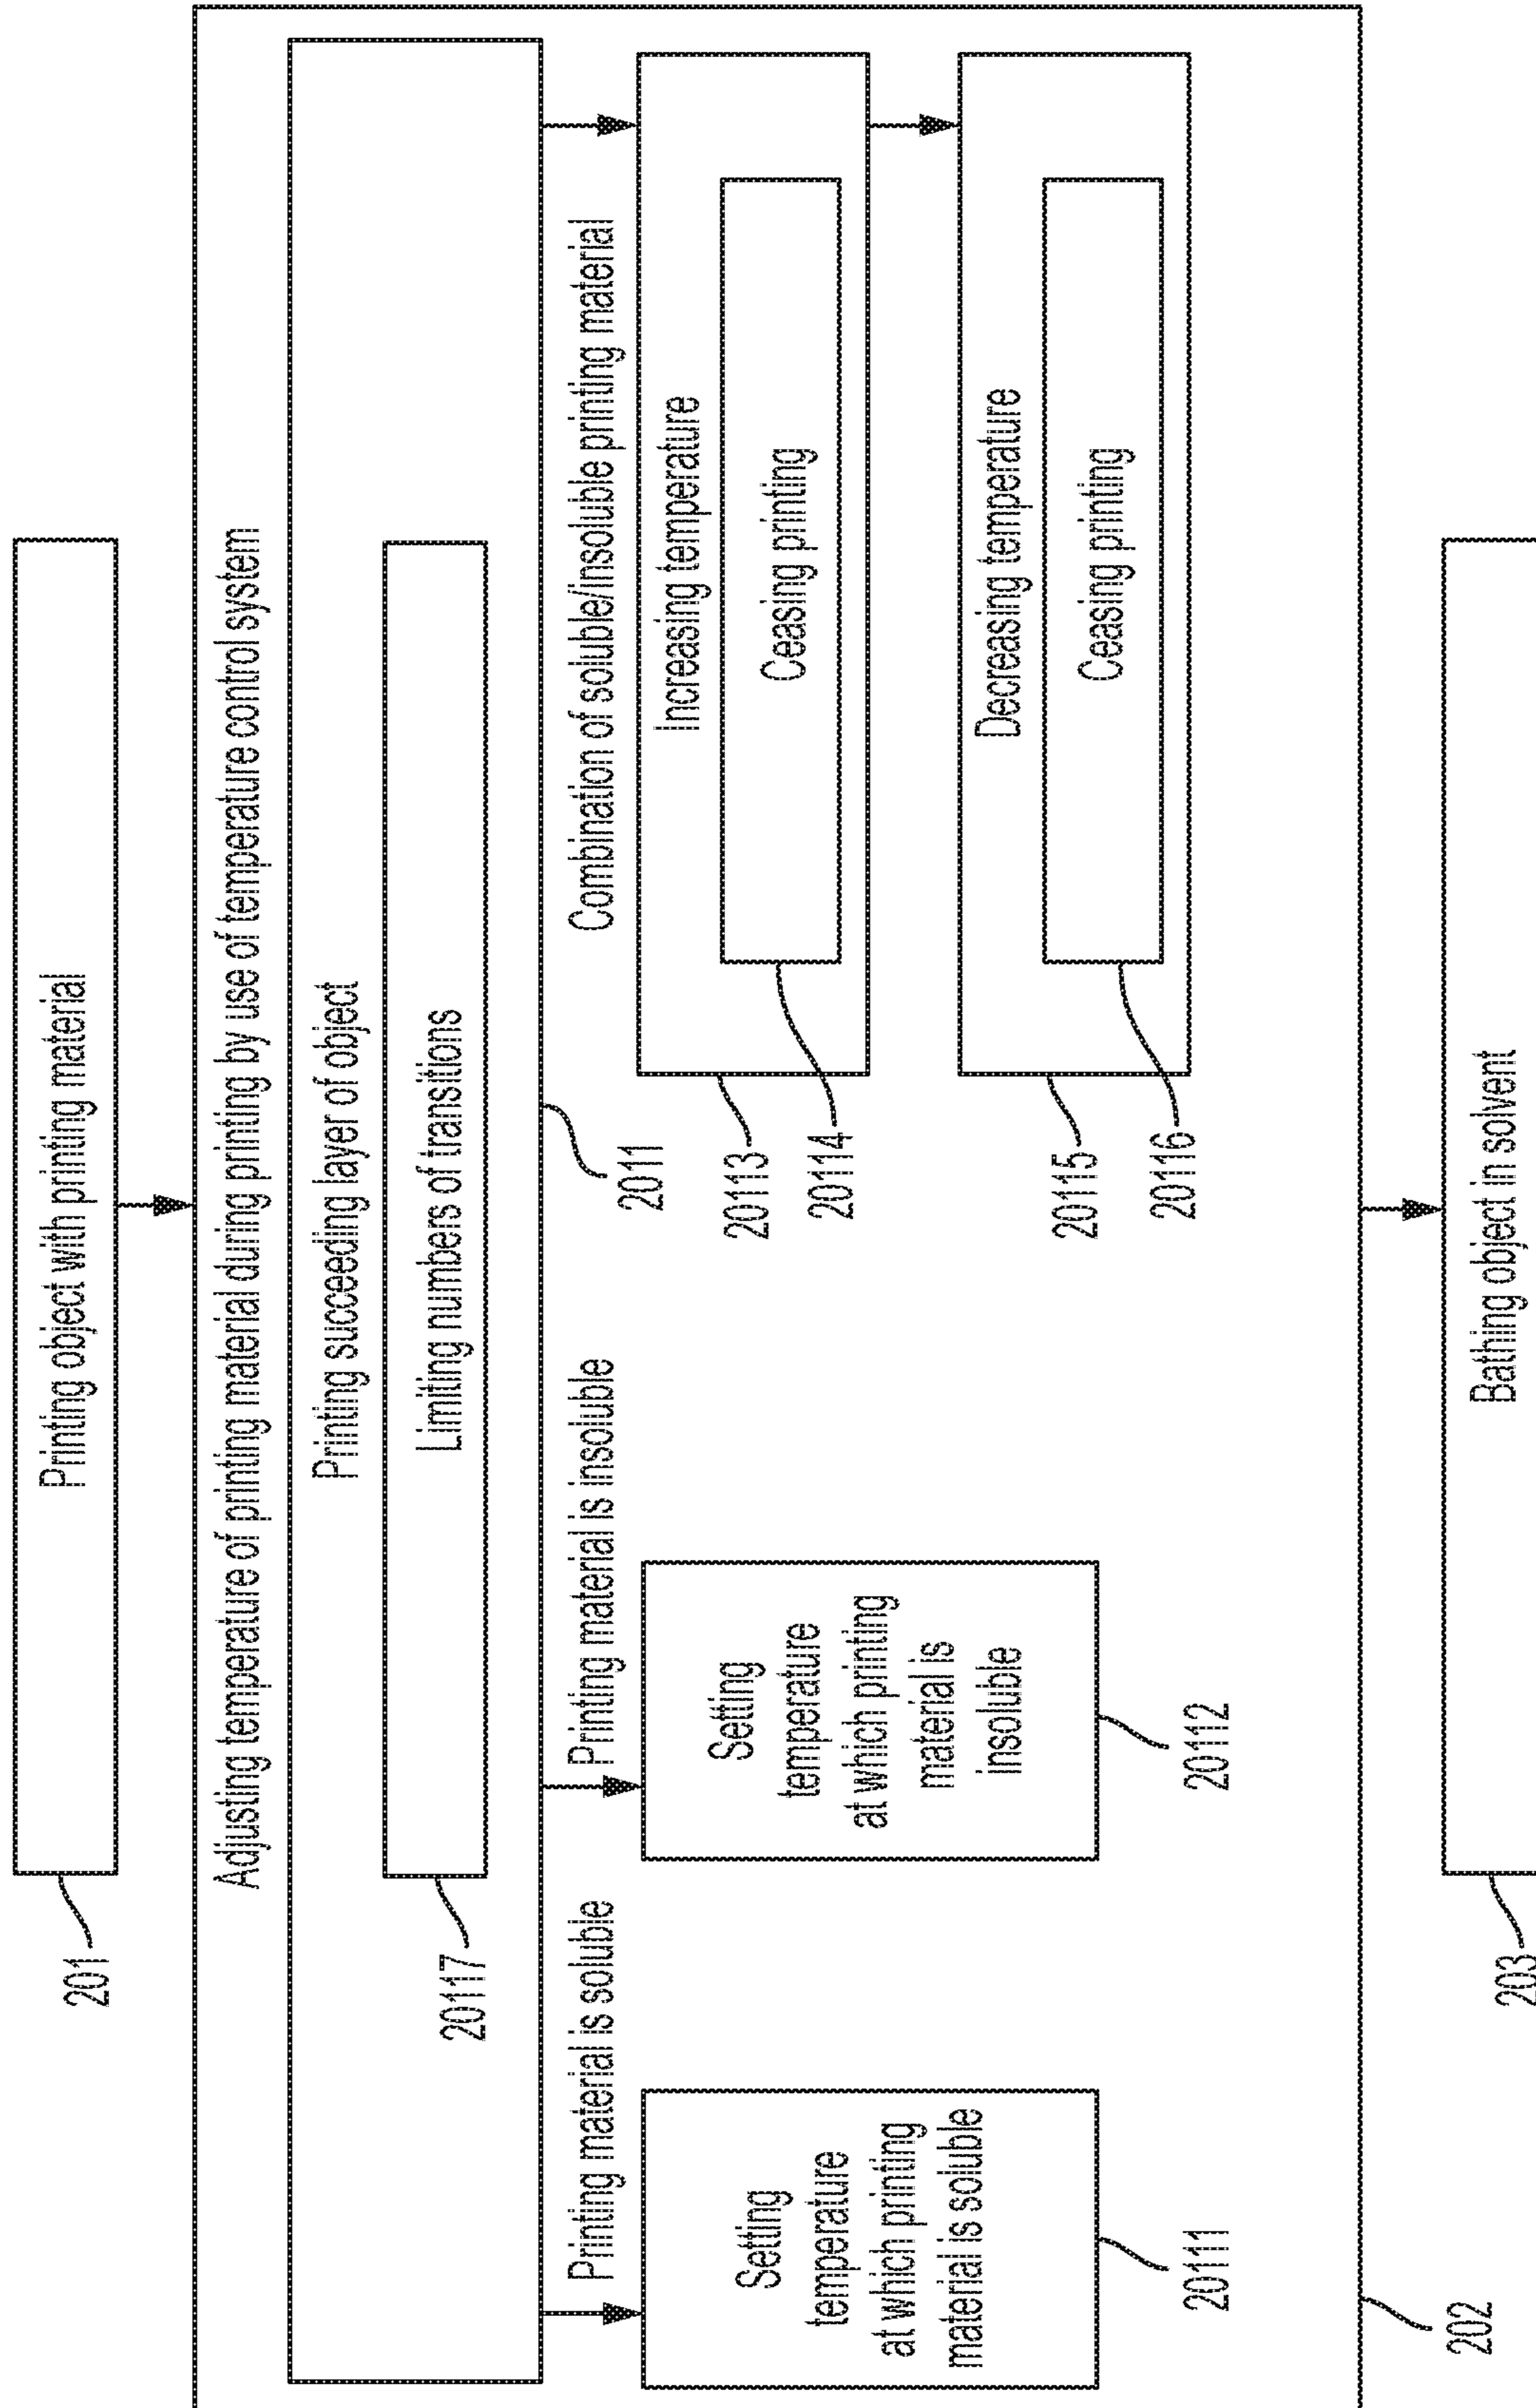 Printing object with printing material
201
Adjusting temperature of printing material during printing by use of temperature control system
Printing succeeding layer of object
Limiting numbers of transitions
20117
2011
Printing material is soluble
Setting
temperature
at which printing
material is soluble
20111
Printing material is insoluble
Setting
temperature
at which printing
material is
insoluble
20112
Combination of soluble/insoluble printing material
Increasing temperature
Ceasing printing
20113
20114
Decreasing temperature
Ceasing printing
20115
20116
202
Bathing object in solvent
203